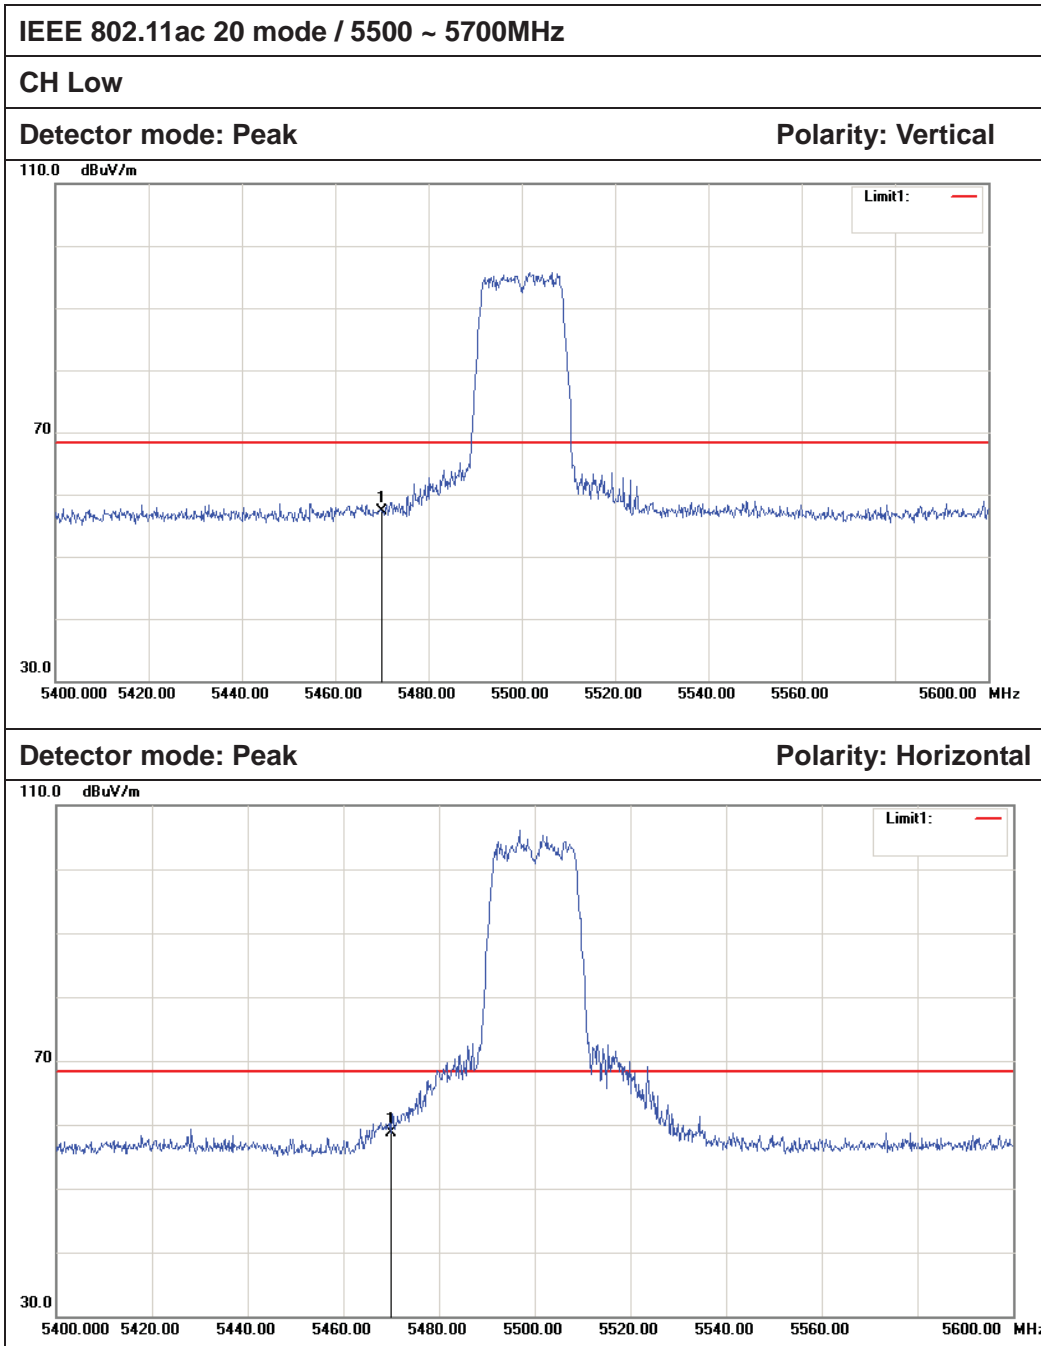 IEEE 802.11ac 20 mode / 5500 ~ 5700MHz
CH Low
Detector mode: Peak Polarity: Vertical
110.0 dBuV/m
Limit1:
70
1
30.0
5400.000 5420.00 5440.00 5460.00 5480.00 5500.00 5520.00 5540.00 5560.00 5600.00 MHz
Detector mode: Peak Polarity: Horizontal
110.0 dBuV/m
Limit1:
70
1
30.0
5400.000 5420.00 5440.00 5460.00 5480.00 5500.00 5520.00 5540.00 5560.00 5600.00 MHz